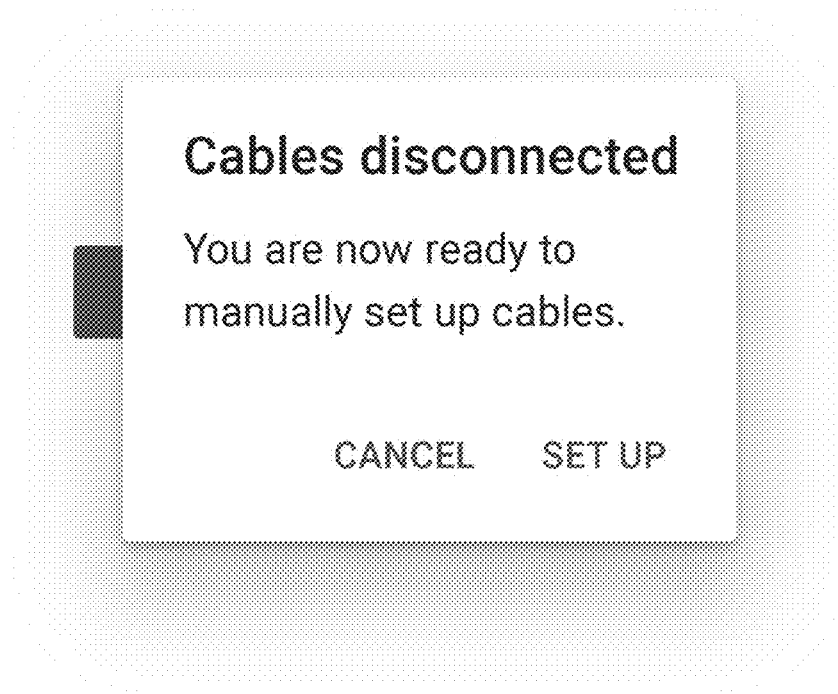 Cables disconnected
You are now ready to
manually set up cables.
CANCEL SET UP